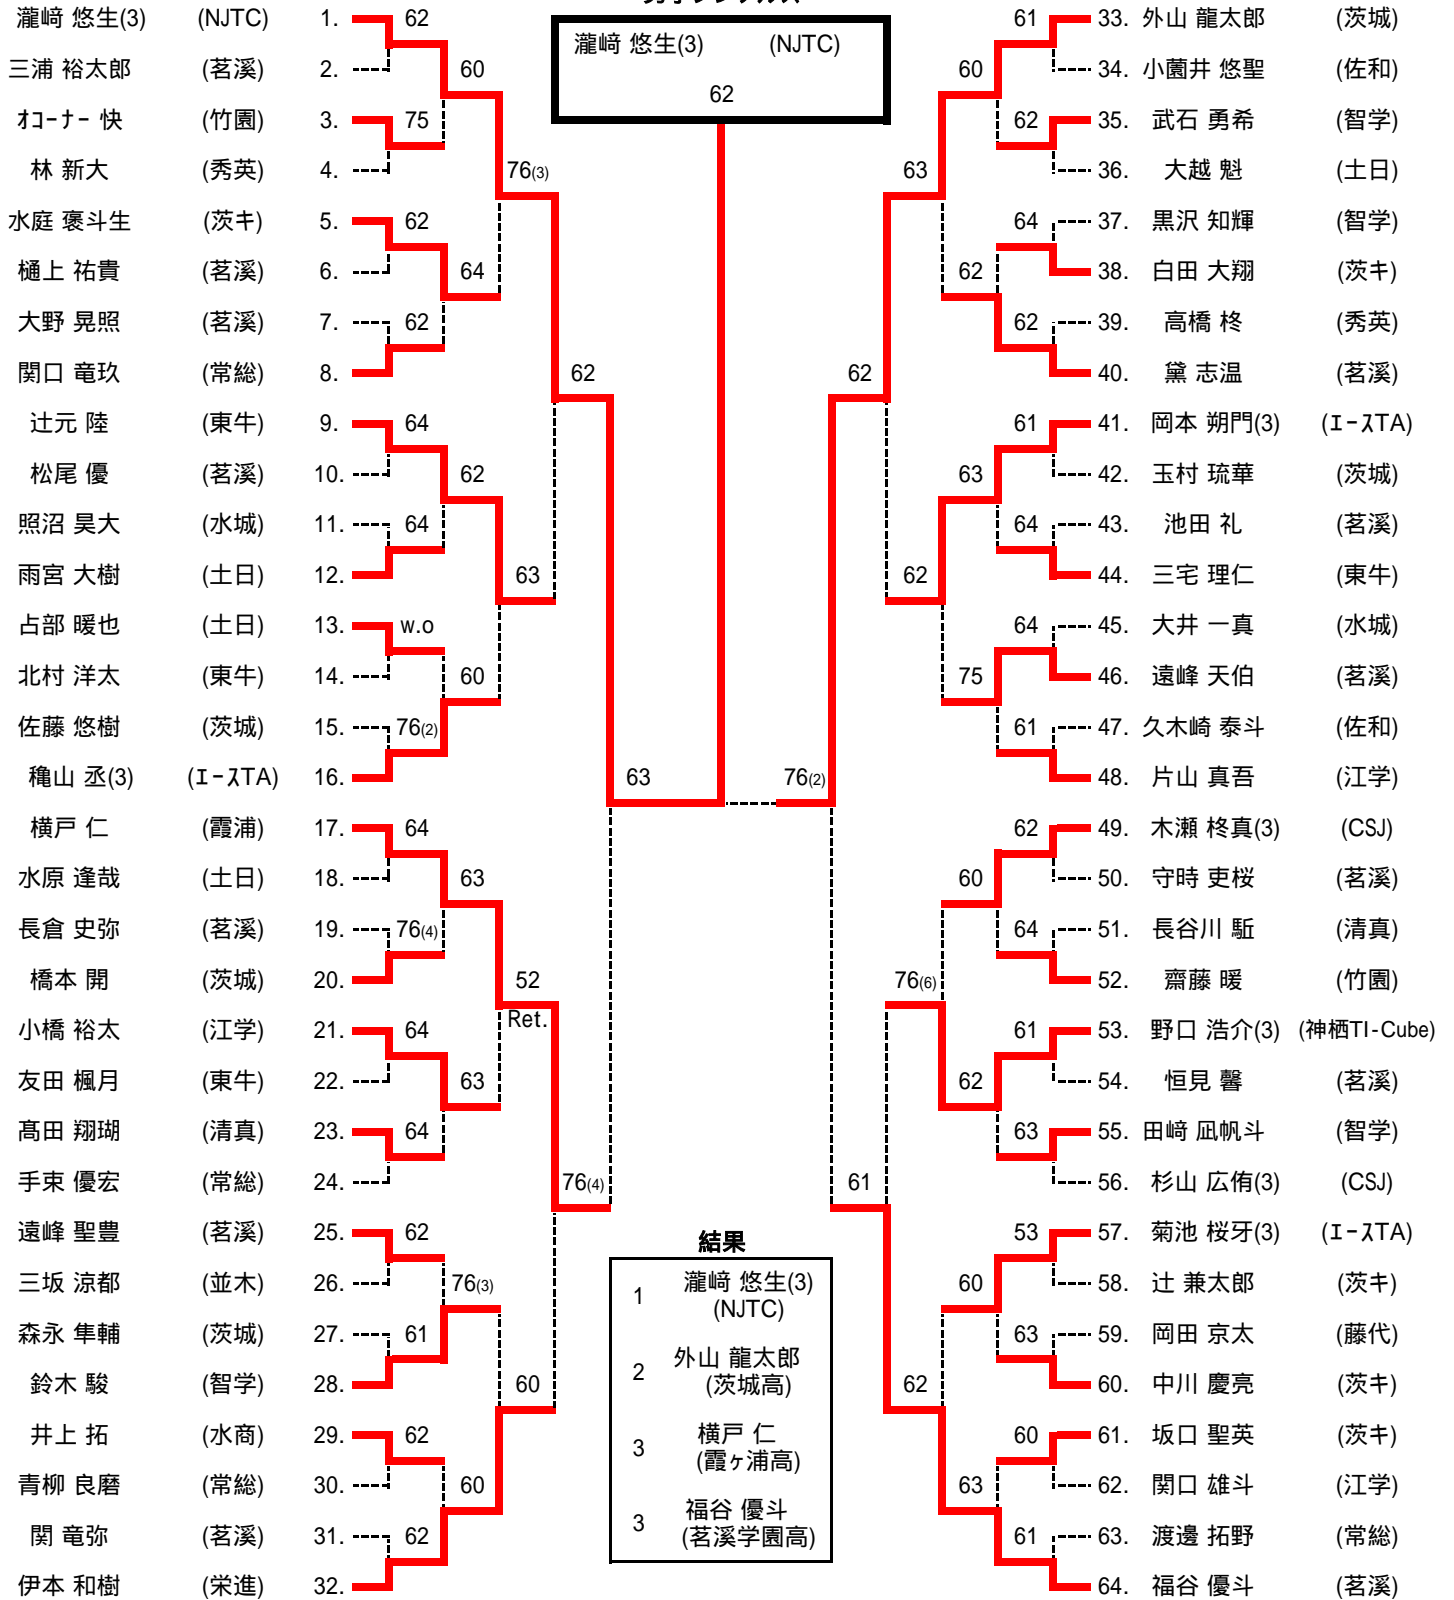 瀧﨑 悠生(3) (NJTC) 1.
三浦 裕太郎 (茗溪) 2.
ｵｺｰﾅｰ 快 (竹園) 3.
林 新大 (秀英) 4.
水庭 褒斗生 (茨キ) 5.
樋上 祐貴 (茗溪) 6.
大野 晃照 (茗溪) 7.
関口 竜玖 (常総) 8.
辻元 陸 (東牛) 9.
松尾 優 (茗溪) 10.
照沼 昊大 (水城) 11.
雨宮 大樹 (土日) 12.
占部 暖也 (土日) 13.
北村 洋太 (東牛) 14.
佐藤 悠樹 (茨城) 15.
穐山 丞(3) (ｴｰｽTA) 16.
横戸 仁 (霞浦) 17.
水原 逢哉 (土日) 18.
長倉 史弥 (茗溪) 19.
橋本 開 (茨城) 20.
小橋 裕太 (江学) 21.
友田 楓月 (東牛) 22.
髙田 翔瑚 (清真) 23.
手束 優宏 (常総) 24.
遠峰 聖豊 (茗溪) 25.
三坂 涼都 (並木) 26.
森永 隼輔 (茨城) 27.
鈴木 駿 (智学) 28.
井上 拓 (水商) 29.
青柳 良磨 (常総) 30.
関 竜弥 (茗溪) 31.
伊本 和樹 (栄進) 32.
62
75
62
62
64
64
w.o
76(2)
64
76(4)
64
64
62
61
62
62
60
64
62
60
63
63
76(3)
60
76(3)
63
52
Ret.
60
62
76(4)
63
瀧﨑 悠生(3) (NJTC)
62
76(2)
62
61
63
62
76(6)
62
60
62
63
75
60
62
60
63
61
62
64
62
61
64
64
61
62
64
61
63
53
63
60
61
33. 外山 龍太郎 (茨城)
34. 小薗井 悠聖 (佐和)
35. 武石 勇希 (智学)
36. 大越 魁 (土日)
37. 黒沢 知輝 (智学)
38. 白田 大翔 (茨キ)
39. 高橋 柊 (秀英)
40. 黛 志温 (茗溪)
41. 岡本 朔門(3) (ｴｰｽTA)
42. 玉村 琉華 (茨城)
43. 池田 礼 (茗溪)
44. 三宅 理仁 (東牛)
45. 大井 一真 (水城)
46. 遠峰 天伯 (茗溪)
47. 久木崎 泰斗 (佐和)
48. 片山 真吾 (江学)
49. 木瀬 柊真(3) (CSJ)
50. 守時 吏桜 (茗溪)
51. 長谷川 駈 (清真)
52. 齋藤 暖 (竹園)
53. 野口 浩介(3) (神栖TI-Cube)
54. 恒見 馨 (茗溪)
55. 田﨑 凪帆斗 (智学)
56. 杉山 広侑(3) (CSJ)
57. 菊池 桜牙(3) (ｴｰｽTA)
58. 辻 兼太郎 (茨キ)
59. 岡田 京太 (藤代)
60. 中川 慶亮 (茨キ)
61. 坂口 聖英 (茨キ)
62. 関口 雄斗 (江学)
63. 渡邊 拓野 (常総)
64. 福谷 優斗 (茗溪)
結果
1 瀧﨑 悠生(3)
(NJTC)
2 外山 龍太郎
(茨城高)
3 横戸 仁
(霞ヶ浦高)
3 福谷 優斗
(茗溪学園高)